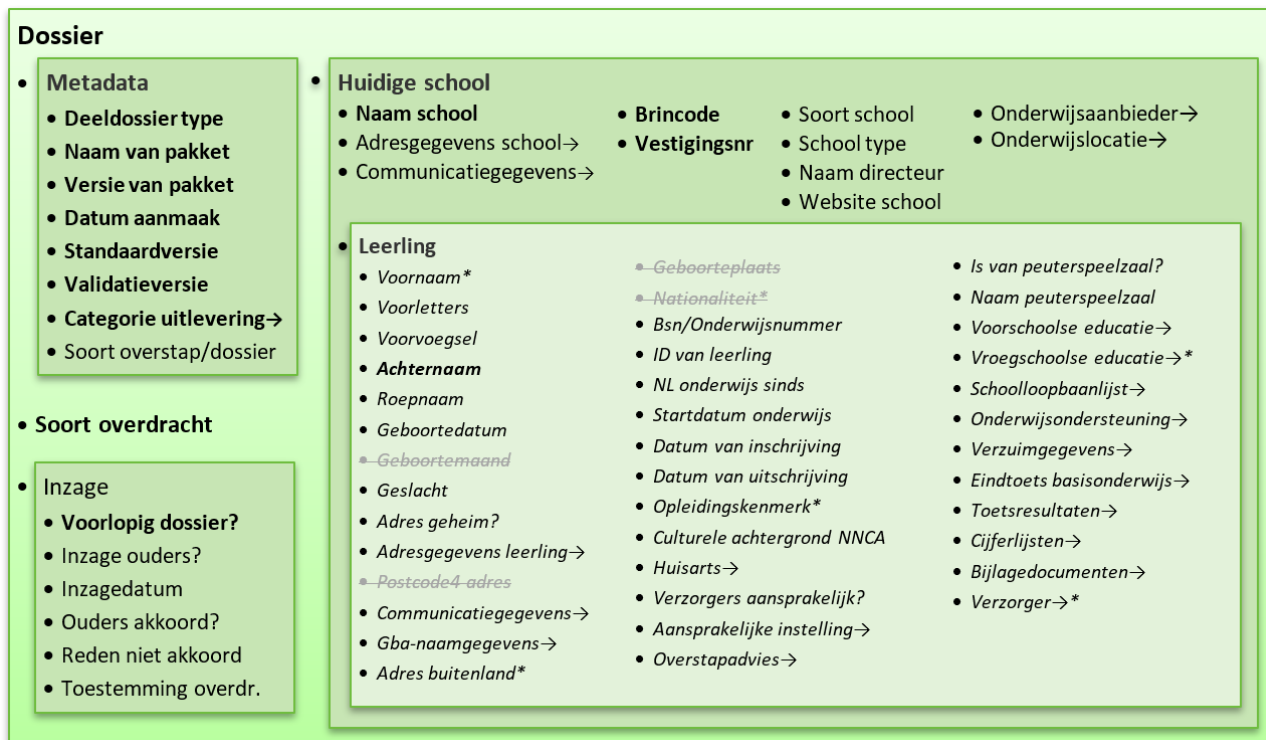 Dossier
• Metadata
• Deeldossier type
• Naam van pakket
• Versie van pakket
• Datum aanmaak
• Standaardversie
• Validatieversie
• Categorie uitlevering→
• Soort overstap/dossier
• Soort overdracht
• Inzage
• Voorlopig dossier?
• Inzage ouders?
• Inzagedatum
• Ouders akkoord?
• Reden niet akkoord
• Toestemming overdr.
• Huidige school
• Naam school
• Adresgegevens school→
• Communicatiegegevens→
• Brincode
• Vestigingsnr
• Soort school
• School type
• Naam directeur
• Website school
• Onderwijsaanbieder→
• Onderwijslocatie→
• Leerling
• Voornaam*
• Voorletters
• Voorvoegsel
• Achternaam
• Roepnaam
• Geboortedatum
• Geboortemaand
• Geslacht
• Adres geheim?
• Adresgegevens leerling→
• Postcode4 adres
• Communicatiegegevens→
• Gba-naamgegevens→
• Adres buitenland*
• Geboorteplaats
• Nationaliteit*
• Bsn/Onderwijsnummer
• ID van leerling
• NL onderwijs sinds
• Startdatum onderwijs
• Datum van inschrijving
• Datum van uitschrijving
• Opleidingskenmerk*
• Culturele achtergrond NNCA
• Huisarts→
• Verzorgers aansprakelijk?
• Aansprakelijke instelling→
• Overstapadvies→
• Is van peuterspeelzaal?
• Naam peuterspeelzaal
• Voorschoolse educatie→
• Vroegschoolse educatie→*
• Schoolloopbaanlijst→
• Onderwijsondersteuning→
• Verzuimgegevens→
• Eindtoets basisonderwijs→
• Toetsresultaten→
• Cijferlijsten→
• Bijlagedocumenten→
• Verzorger→*